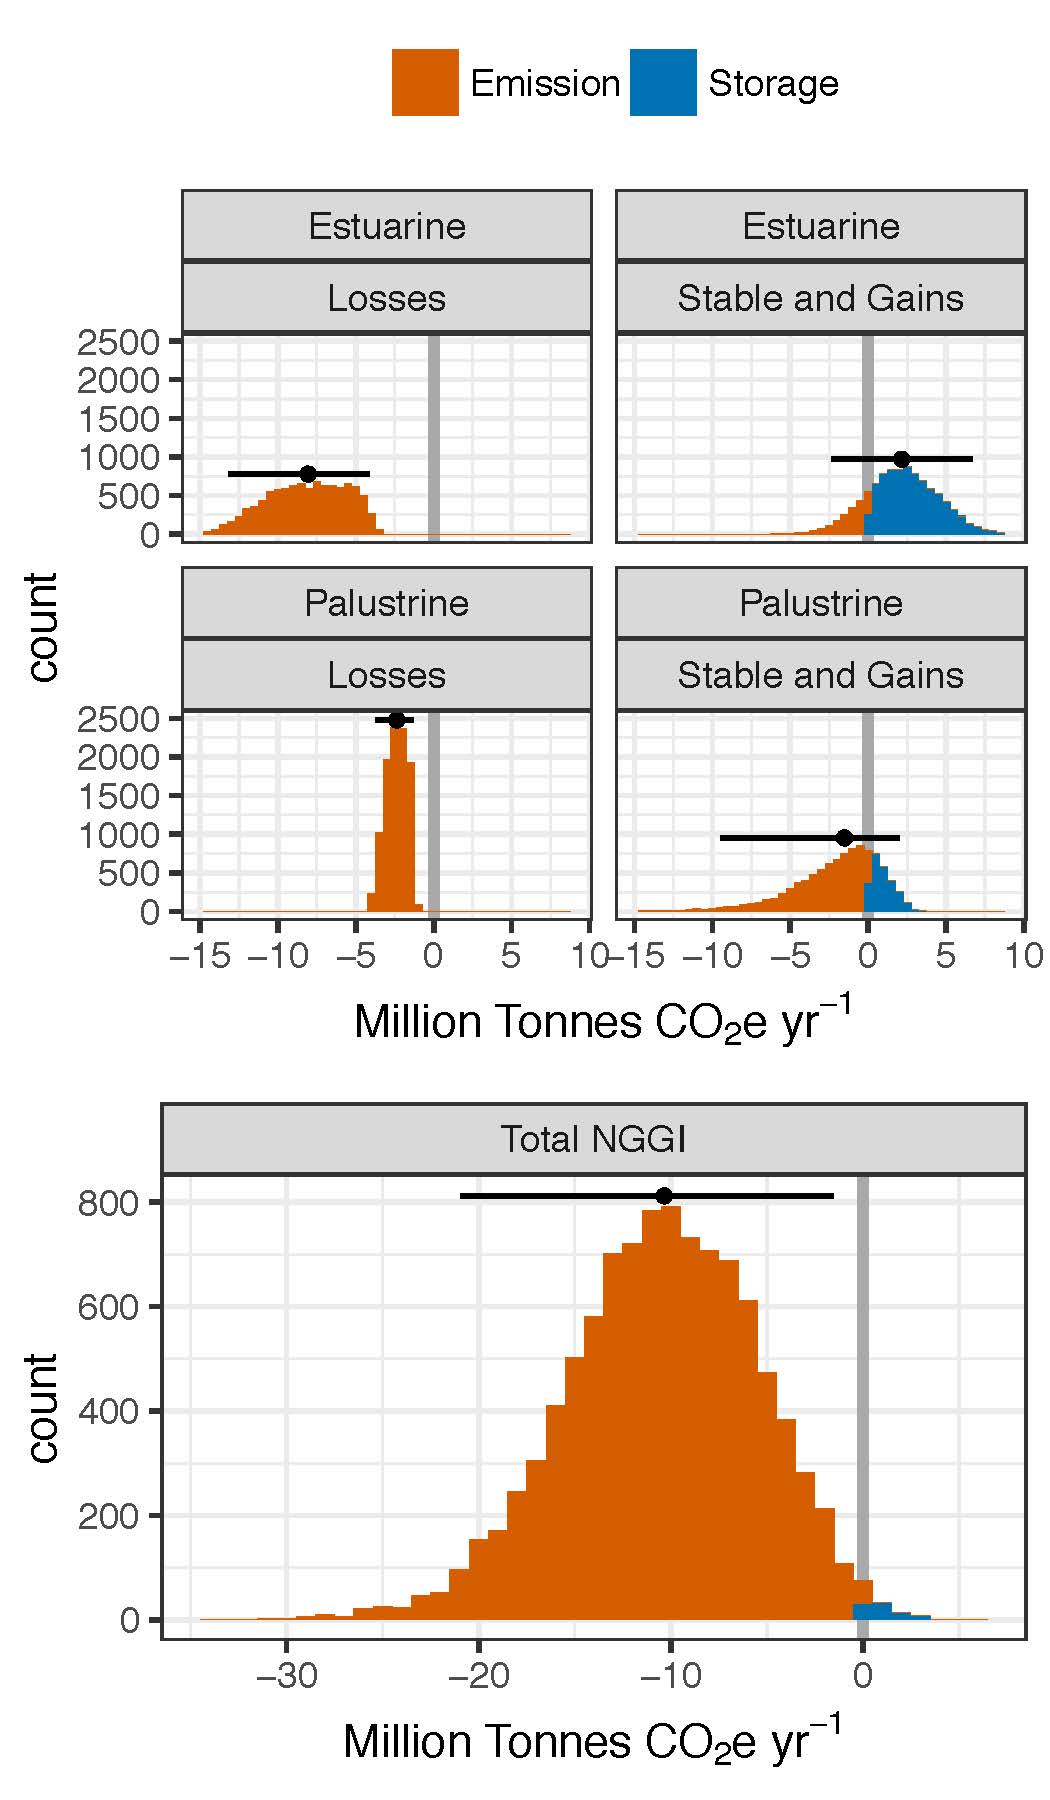 Emission Storage
Estuarine Estuarine
Losses Stable and Gains
2500
2000
1500
1000
500
0
Palustrine Palustrine
Losses Stable and Gains
2500
2000
1500
1000
500
0
count
−15 −10 −5 0 5 10 −15 −10 −5 0 5 10
Million Tonnes CO₂e yr⁻¹
Total NGGI
800
600
400
200
0
count
−30 −20 −10 0
Million Tonnes CO₂e yr⁻¹